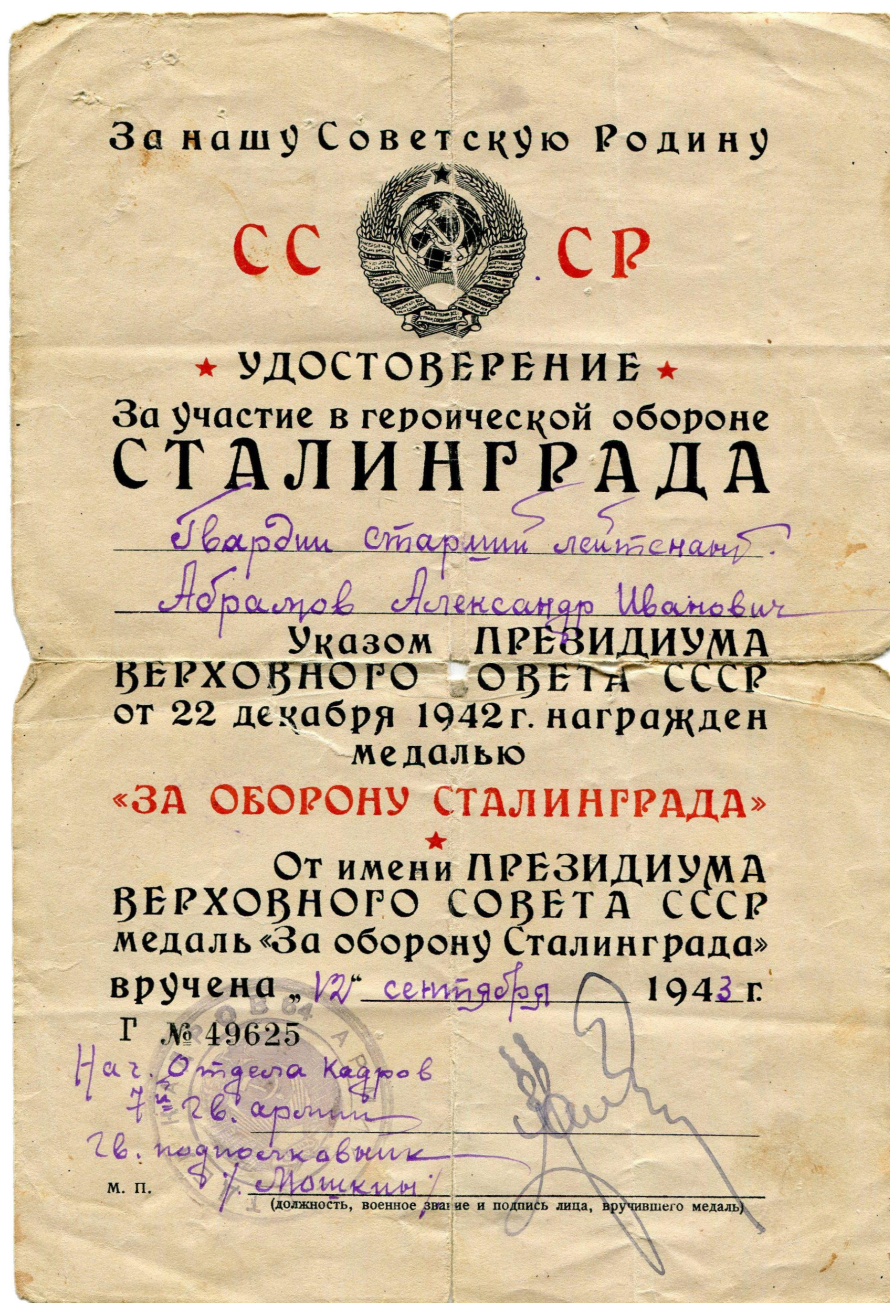 За нашу Советскую Родину
СС СР
УДОСТОВЕРЕНИЕ
За участие в героической обороне
СТАЛИНГРАДА
Гвардии старший лейтенант.
Абрамов Александр Иванович
Указом ПРЕЗИДИУМА
ВЕРХОВНОГО ОВЕТА СССР
от 22 декабря 1942 г. награжден
медалью
«ЗА ОБОРОНУ СТАЛИНГРАДА»
От имени ПРЕЗИДИУМА
ВЕРХОВНОГО СОВЕТА СССР
медаль «За оборону Сталинграда»
вручена „12“ сентября 1943 г.
Г № 49625
Нач. Отдела Кадров
7й гв. армии
гв. подполковник
/Мошкин/
м. п.
(должность, военное звание и подпись лица, вручившего медаль)